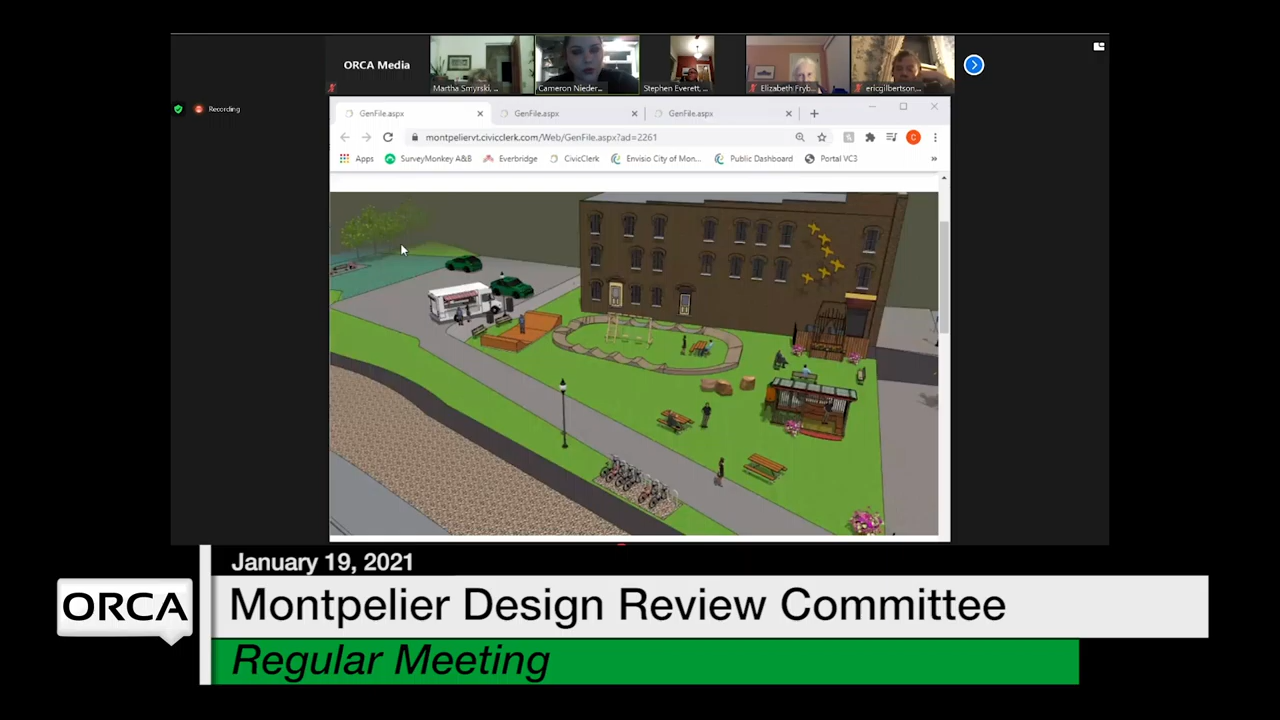 ORCA Media
Martha Smyrski, ...
Cameron Nieder...
Stephen Everett, ...
Elizabeth Fryb...
ericgilbertson...
Recording
GenFile.aspx
GenFile.aspx
GenFile.aspx
montpeliervt.civicclerk.com/Web/GenFile.aspx?ad=2261
C
Apps
SurveyMonkey A&B
Everbridge
CivicClerk
Envisio City of Mon...
Public Dashboard
Portal VC3
January 19, 2021
ORCA
Montpelier Design Review Committee
Regular Meeting